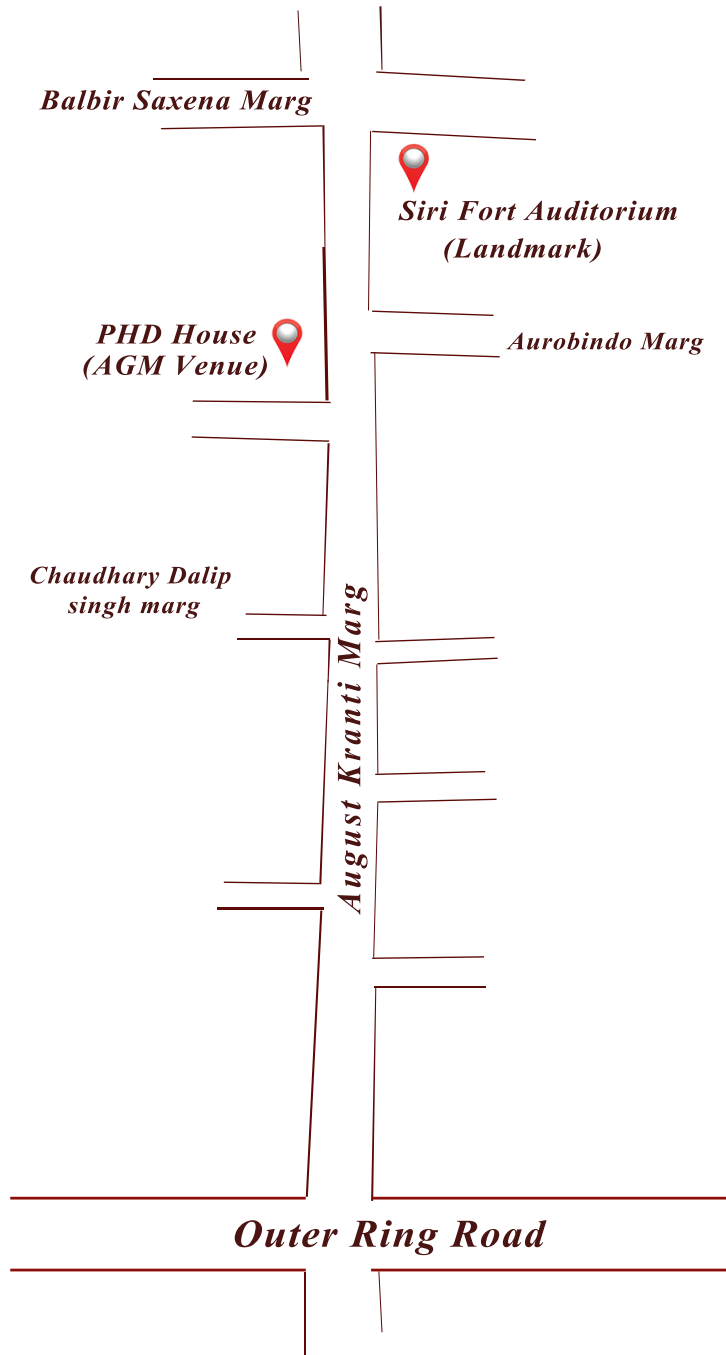 Balbir Saxena Marg
Siri Fort Auditorium
(Landmark)
PHD House
(AGM Venue)
Aurobindo Marg
Chaudhary Dalip
singh marg
August Kranti Marg
Outer Ring Road